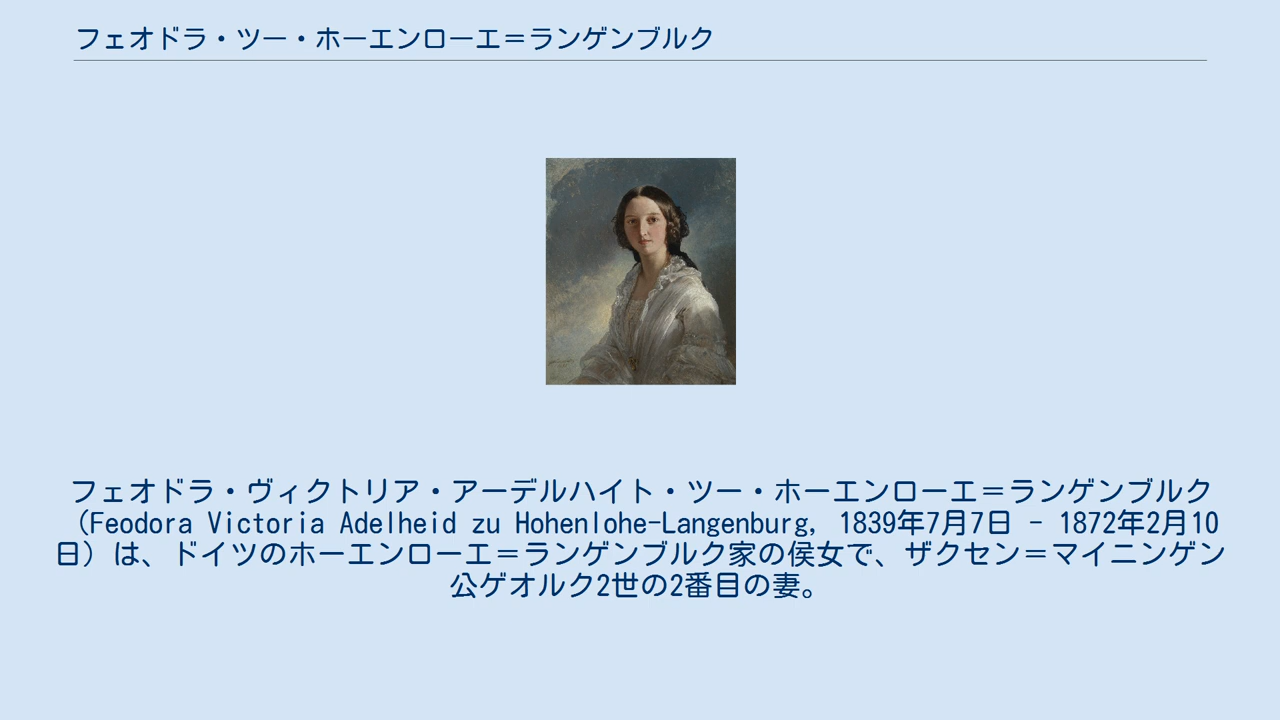 フェオドラ・ツー・ホーエンローエ＝ランゲンブルク
フェオドラ・ヴィクトリア・アーデルハイト・ツー・ホーエンローエ＝ランゲンブルク
（Feodora Victoria Adelheid zu Hohenlohe-Langenburg, 1839年7月7日 - 1872年2月10
日）は、ドイツのホーエンローエ＝ランゲンブルク家の侯女で、ザクセン＝マイニンゲン
公ゲオルク2世の2番目の妻。